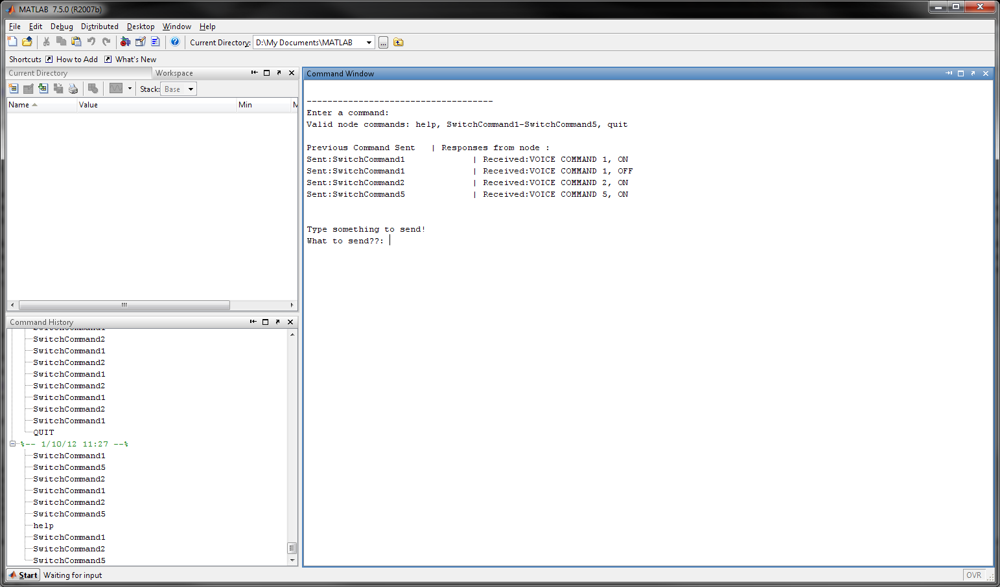 MATLAB 7.5.0 (R2007b)
File Edit Debug Distributed Desktop Window Help
Current Directory: D:\My Documents\MATLAB ...
Shortcuts How to Add What's New
Current Directory Workspace
Stack: Base
Name Value Min M
Command History
SwitchCommand1
SwitchCommand2
SwitchCommand1
SwitchCommand2
SwitchCommand1
SwitchCommand2
SwitchCommand1
SwitchCommand2
SwitchCommand1
QUIT
%-- 1/10/12 11:27 --%
SwitchCommand1
SwitchCommand5
SwitchCommand2
SwitchCommand1
SwitchCommand2
SwitchCommand5
help
SwitchCommand1
SwitchCommand2
SwitchCommand5
Command Window
------------------------------------
Enter a command:
Valid node commands: help, SwitchCommand1-SwitchCommand5, quit
Previous Command Sent | Responses from node :
Sent:SwitchCommand1 | Received:VOICE COMMAND 1, ON
Sent:SwitchCommand1 | Received:VOICE COMMAND 1, OFF
Sent:SwitchCommand2 | Received:VOICE COMMAND 2, ON
Sent:SwitchCommand5 | Received:VOICE COMMAND 5, ON
Type something to send!
What to send??:
Start Waiting for input
OVR